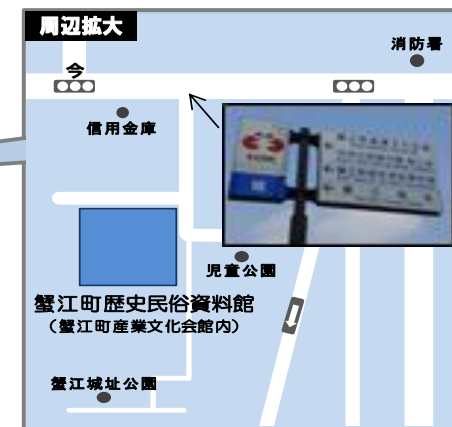 周辺拡大
消防署
今
信用金庫
児童公園
蟹江町歴史民俗資料館
（蟹江町産業文化会館内）
蟹江城址公園